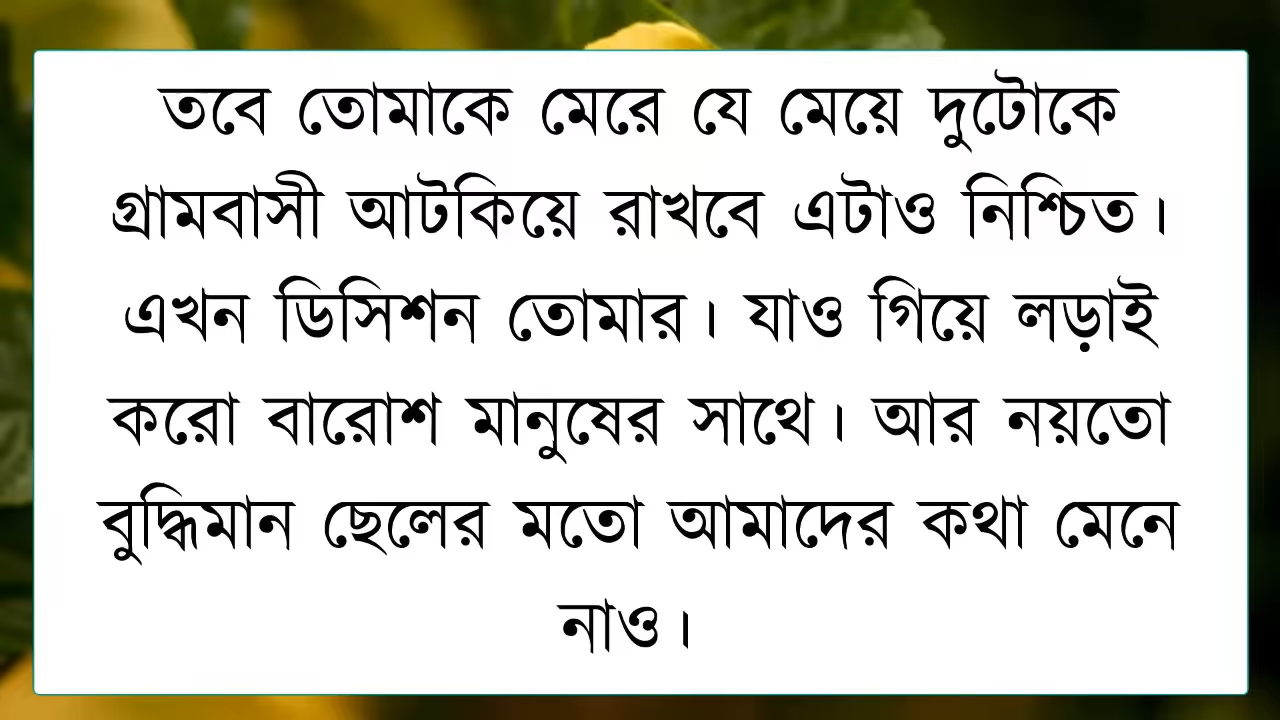 তবে তোমাকে মেরে যে মেয়ে দুটোকে
গ্রামবাসী আটকিয়ে রাখবে এটাও নিশ্চিত।
এখন ডিসিশন তোমার। যাও গিয়ে লড়াই
করো বারোশ মানুষের সাথে। আর নয়তো
বুদ্ধিমান ছেলের মতো আমাদের কথা মেনে
নাও।